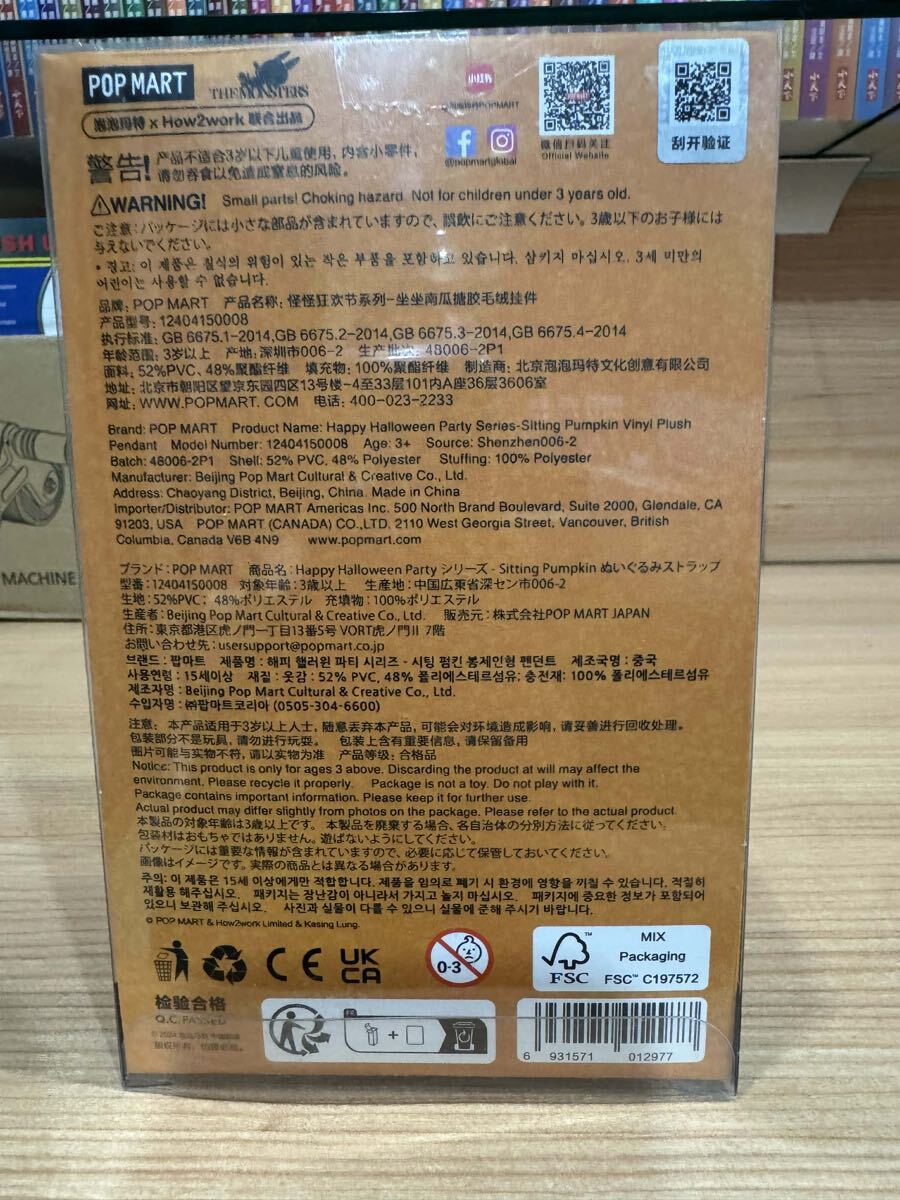 POP MART
THE MONSTERS
泡泡玛特 x How2work 联合出品
小红书
@泡泡玛特POPMART
@popmartglobal
微信扫码关注
Official Website
刮开验证
警告! 产品不适合3岁以下儿童使用，内含小零件，
请勿吞食以免造成窒息的风险。
⚠WARNING! Small parts! Choking hazard. Not for children under 3 years old.
ご注意：パッケージには小さな部品が含まれていますので、誤飲にご注意ください。3歳以下のお子様には
与えないでください。
• 경고: 이 제품은 질식의 위험이 있는 작은 부품을 포함하고 있습니다. 삼키지 마십시오. 3세 미만의
어린이는 사용할 수 없습니다.
品牌：POP MART 产品名称：怪怪狂欢节系列-坐坐南瓜搪胶毛绒挂件
产品型号：12404150008
执行标准：GB 6675.1-2014,GB 6675.2-2014,GB 6675.3-2014,GB 6675.4-2014
年龄范围：3岁以上 产地：深圳市006-2 生产批次：48006-2P1
面料：52%PVC、48%聚酯纤维 填充物：100%聚酯纤维 制造商：北京泡泡玛特文化创意有限公司
地址：北京市朝阳区望京东园四区13号楼-4至33层101内A座36层3606室
网址：WWW.POPMART.COM 电话：400-023-2233
Brand: POP MART Product Name: Happy Halloween Party Series-Sitting Pumpkin Vinyl Plush
Pendant Model Number: 12404150008 Age: 3+ Source: Shenzhen006-2
Batch: 48006-2P1 Shell: 52% PVC, 48% Polyester Stuffing: 100% Polyester
Manufacturer: Beijing Pop Mart Cultural & Creative Co., Ltd.
Address: Chaoyang District, Beijing, China. Made in China
Importer/Distributor: POP MART Americas Inc. 500 North Brand Boulevard, Suite 2000, Glendale, CA
91203, USA POP MART (CANADA) CO.,LTD. 2110 West Georgia Street, Vancouver, British
Columbia, Canada V6B 4N9 www.popmart.com
ブランド：POP MART 商品名：Happy Halloween Party シリーズ - Sitting Pumpkin ぬいぐるみストラップ
型番：12404150008 対象年齢：3歳以上 生産地：中国広東省深セン市006-2
生地：52%PVC；48%ポリエステル 充填物：100%ポリエステル
生産者：Beijing Pop Mart Cultural & Creative Co., Ltd. 販売元：株式会社POP MART JAPAN
住所：東京都港区虎ノ門一丁目13番5号 VORT虎ノ門II 7階
お問い合わせ先：usersupport@popmart.co.jp
브랜드 : 팝마트 제품명 : 해피 핼러윈 파티 시리즈 - 시팅 펌킨 봉제인형 펜던트 제조국명 : 중국
사용연령 : 15세이상 재질 : 옷감 : 52% PVC, 48% 폴리에스테르섬유; 충전재: 100% 폴리에스테르섬유
제조자명 : Beijing Pop Mart Cultural & Creative Co., Ltd.
수입자명 : ㈜팝마트코리아 (0505-304-6600)
注意：本产品适用于3岁以上人士，随意丢弃本产品，可能会对环境造成影响，请妥善进行回收处理。
包装部分不是玩具，请勿进行玩耍。 包装上含有重要信息，请保留备用
图片可能与实物不符，请以实物为准 产品等级：合格品
Notice: This product is only for ages 3 above. Discarding the product at will may affect the
environment. Please recycle it properly. Package is not a toy. Do not play with it.
Package contains important information. Please keep it for further use.
Actual product may differ slightly from photos on the package. Please refer to the actual product.
本製品の対象年齢は3歳以上です。本製品を廃棄する場合、各自治体の分別方法に従ってください。
包装材はおもちゃではありません。遊ばないようにしてください。
パッケージには重要な情報が含まれていますので、必要に応じて保管しておいてください。
画像はイメージです。実際の商品とは異なる場合があります。
주의: 이 제품은 15세 이상에게만 적합합니다. 제품을 임의로 폐기 시 환경에 영향을 끼칠 수 있습니다. 적절히
재활용 해주십시오. 패키지는 장난감이 아니라서 가지고 놀지 마십시오. 패키지에 중요한 정보가 포함되어
있으니 보관해 주십시오. 사진과 실물이 다를 수 있으니 실물에 준해 주시기 바랍니다.
© POP MART & How2work Limited & Kasing Lung.
CE
UK
CA
0-3
FSC™
MIX
Packaging
FSC™ C197572
检验合格
Q.C.PASSED
FR
+
6 931571 012977
MACHINE